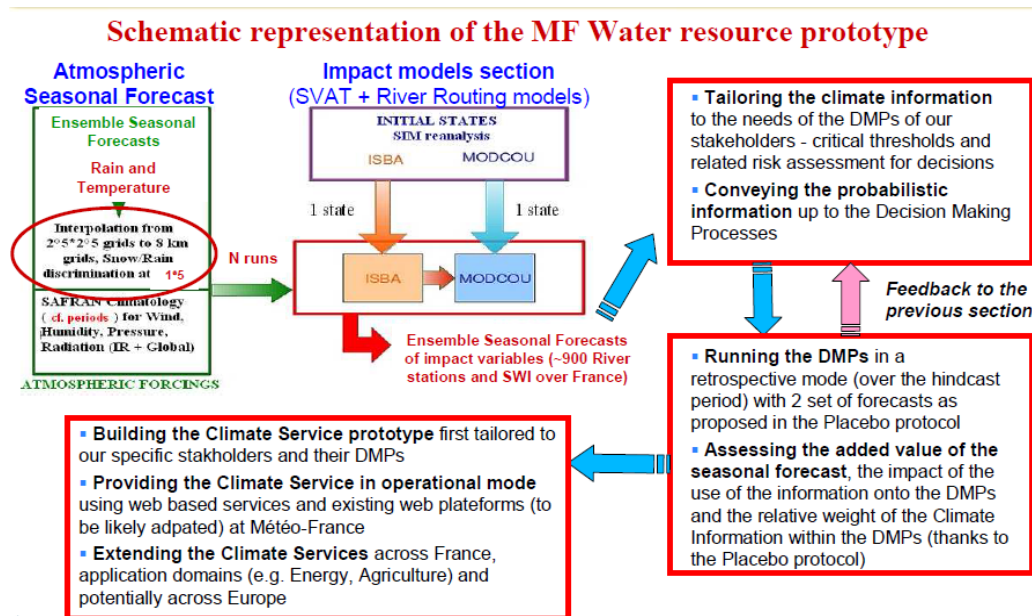 Schematic representation of the MF Water resource prototype
Atmospheric
Seasonal Forecast
Ensemble Seasonal
Forecasts
Rain and
Temperature
Interpolation from
2°5*2°5 grids to 8 km
grids, Snow/Rain
discrimination at 1°5
SAFRAN Climatology
( cf. periods ) for Wind,
Humidity, Pressure,
Radiation (IR + Global)
ATMOSPHERIC FORCINGS
N runs
Impact models section
(SVAT + River Routing models)
INITIAL STATES
SIM reanalysis
ISBA
MODCOU
1 state
1 state
ISBA
MODCOU
Ensemble Seasonal Forecasts
of impact variables (~900 River
stations and SWI over France)
▪ Tailoring the climate information
to the needs of the DMPs of our
stakeholders - critical thresholds and
related risk assessment for decisions
▪ Conveying the probabilistic
information up to the Decision Making
Processes
Feedback to the
previous section
▪ Running the DMPs in a
retrospective mode (over the hindcast
period) with 2 set of forecasts as
proposed in the Placebo protocol
▪ Assessing the added value of the
seasonal forecast, the impact of the
use of the information onto the DMPs
and the relative weight of the Climate
Information within the DMPs (thanks to
the Placebo protocol)
▪ Building the Climate Service prototype first tailored to
our specific stakholders and their DMPs
▪ Providing the Climate Service in operational mode
using web based services and existing web plateforms (to
be likely adpated) at Météo-France
▪ Extending the Climate Services across France,
application domains (e.g. Energy, Agriculture) and
potentially across Europe